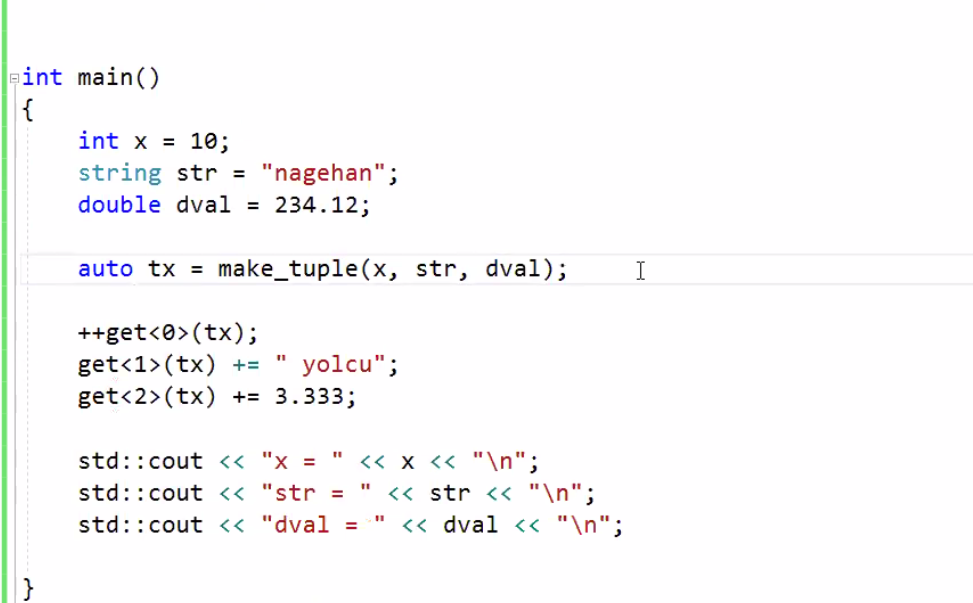 int main()
{
int x = 10;
string str = "nagehan";
double dval = 234.12;
auto tx = make_tuple(x, str, dval);
++get<0>(tx);
get<1>(tx) += " yolcu";
get<2>(tx) += 3.333;
std::cout << "x = " << x << "\n";
std::cout << "str = " << str << "\n";
std::cout << "dval = " << dval << "\n";
}